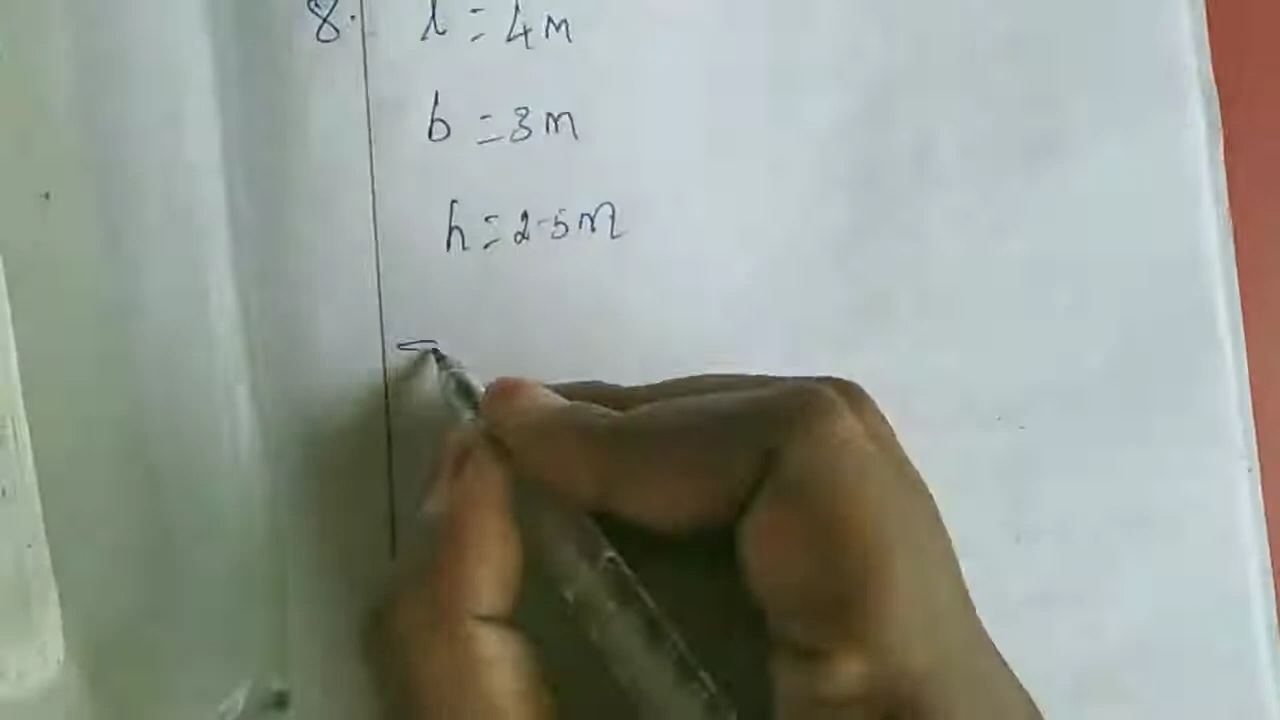 8. l = 4m
b = 3m
h = 2.5m